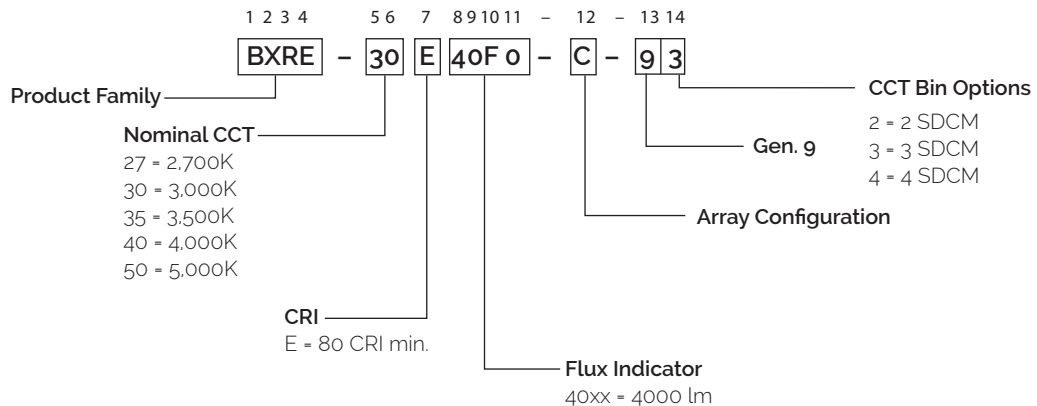 1 2 3 4 5 6 7 8 9 10 11 – 12 – 13 14
BXRE – 30 E 40F0 – C – 9 3
Product Family
Nominal CCT
27 = 2,700K
30 = 3,000K
35 = 3,500K
40 = 4,000K
50 = 5,000K
CRI
E = 80 CRI min.
Flux Indicator
40xx = 4000 lm
Array Configuration
Gen. 9
CCT Bin Options
2 = 2 SDCM
3 = 3 SDCM
4 = 4 SDCM